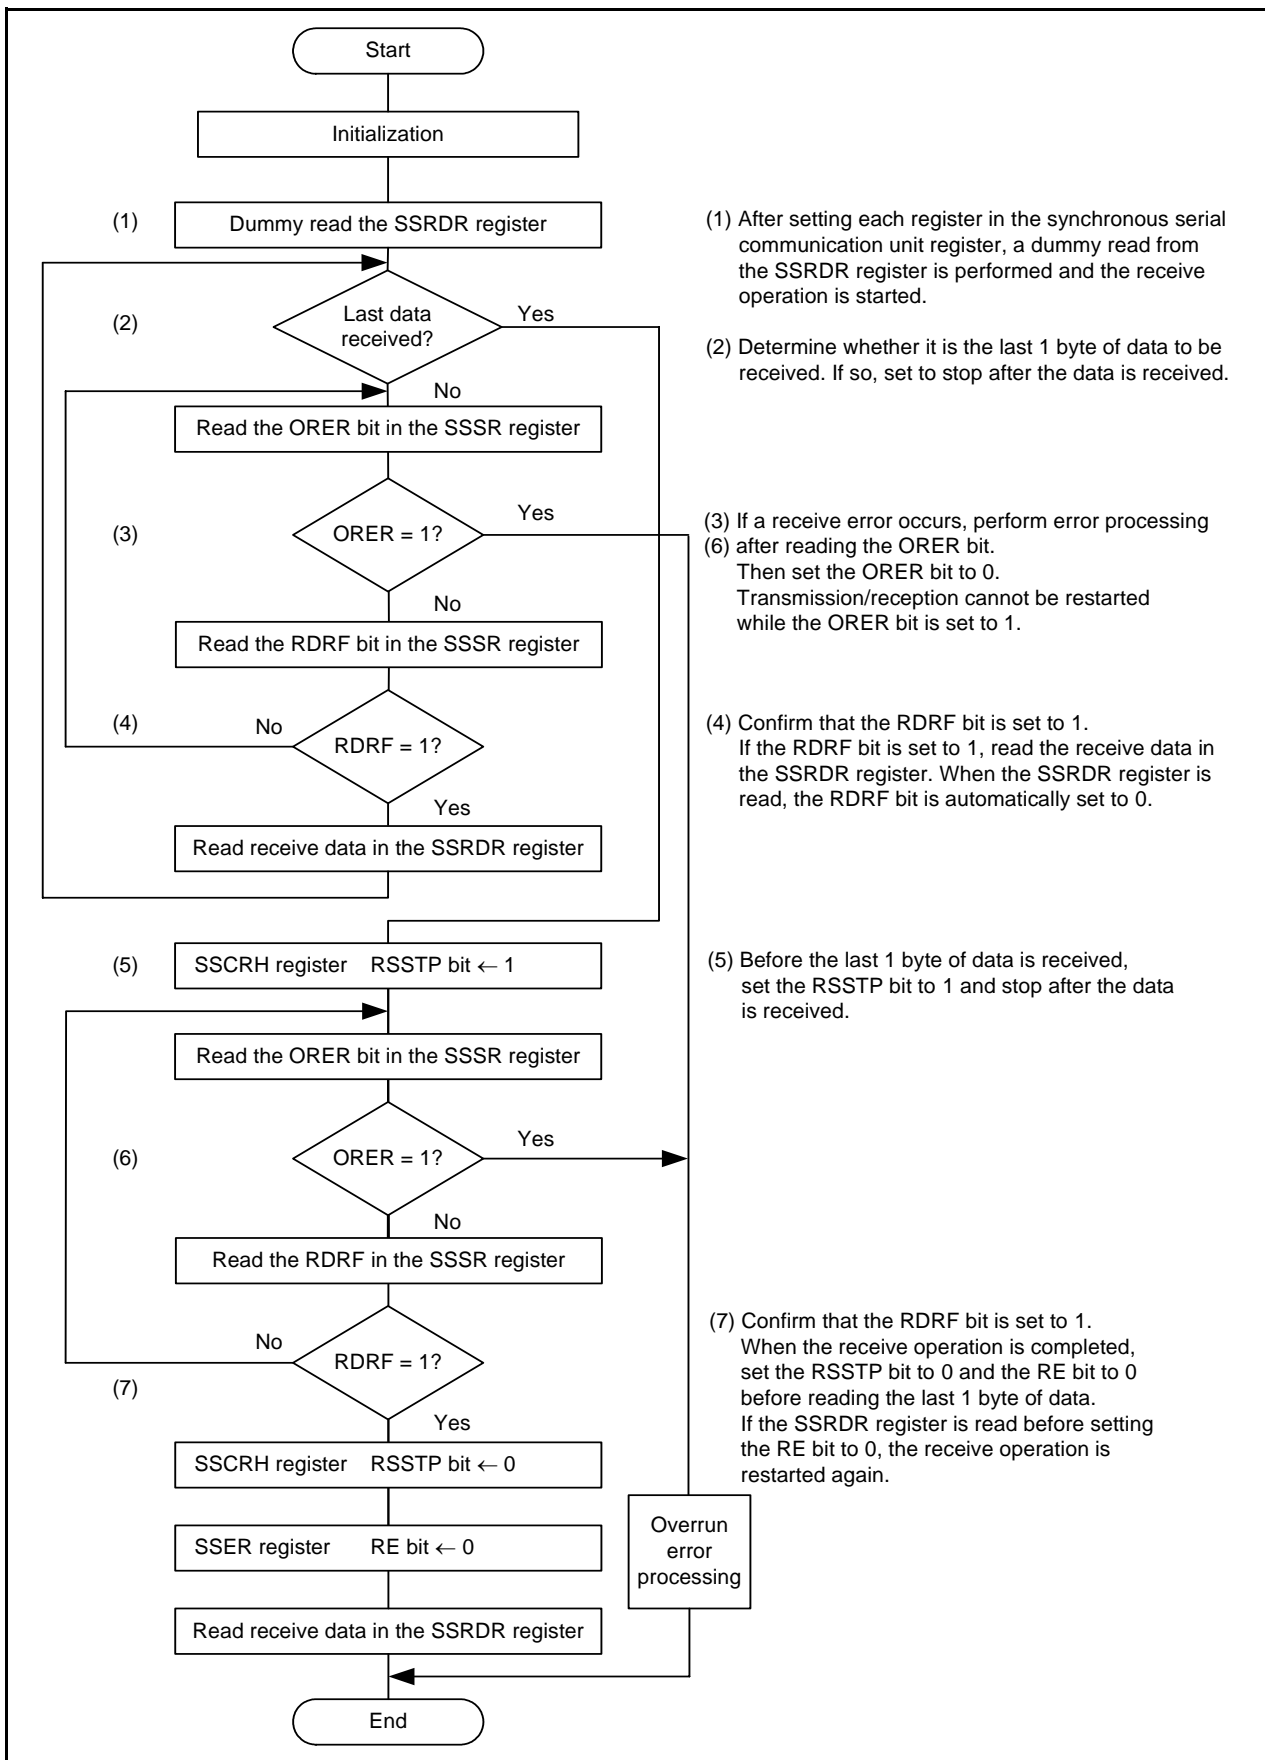 Start
Initialization
(1)
Dummy read the SSRDR register
(2)
Last data
received?
Yes
No
Read the ORER bit in the SSSR register
(3)
ORER = 1?
Yes
No
Read the RDRF bit in the SSSR register
(4)
No
RDRF = 1?
Yes
Read receive data in the SSRDR register
(5)
SSCRH register RSSTP bit ← 1
Read the ORER bit in the SSSR register
(6)
ORER = 1?
Yes
No
Read the RDRF in the SSSR register
No
RDRF = 1?
(7)
Yes
SSCRH register RSSTP bit ← 0
SSER register RE bit ← 0
Read receive data in the SSRDR register
End
Overrun
error
processing
(1) After setting each register in the synchronous serial
communication unit register, a dummy read from
the SSRDR register is performed and the receive
operation is started.
(2) Determine whether it is the last 1 byte of data to be
received. If so, set to stop after the data is received.
(3) If a receive error occurs, perform error processing
(6) after reading the ORER bit.
Then set the ORER bit to 0.
Transmission/reception cannot be restarted
while the ORER bit is set to 1.
(4) Confirm that the RDRF bit is set to 1.
If the RDRF bit is set to 1, read the receive data in
the SSRDR register. When the SSRDR register is
read, the RDRF bit is automatically set to 0.
(5) Before the last 1 byte of data is received,
set the RSSTP bit to 1 and stop after the data
is received.
(7) Confirm that the RDRF bit is set to 1.
When the receive operation is completed,
set the RSSTP bit to 0 and the RE bit to 0
before reading the last 1 byte of data.
If the SSRDR register is read before setting
the RE bit to 0, the receive operation is
restarted again.